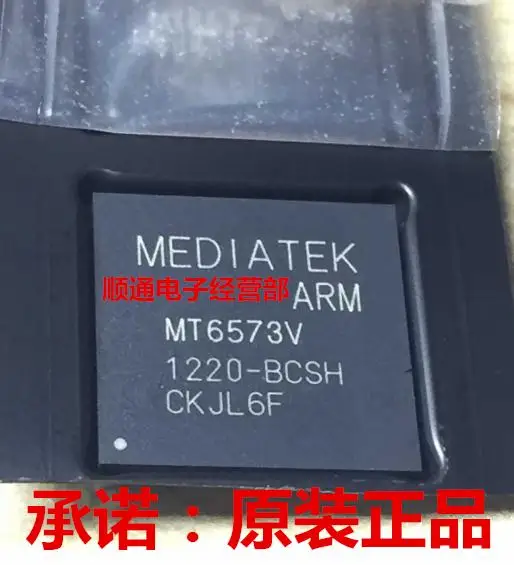 MEDIATEK
顺通电子经营部
ARM
MT6573V
1220-BCSH
CKJL6F
承诺：原装正品